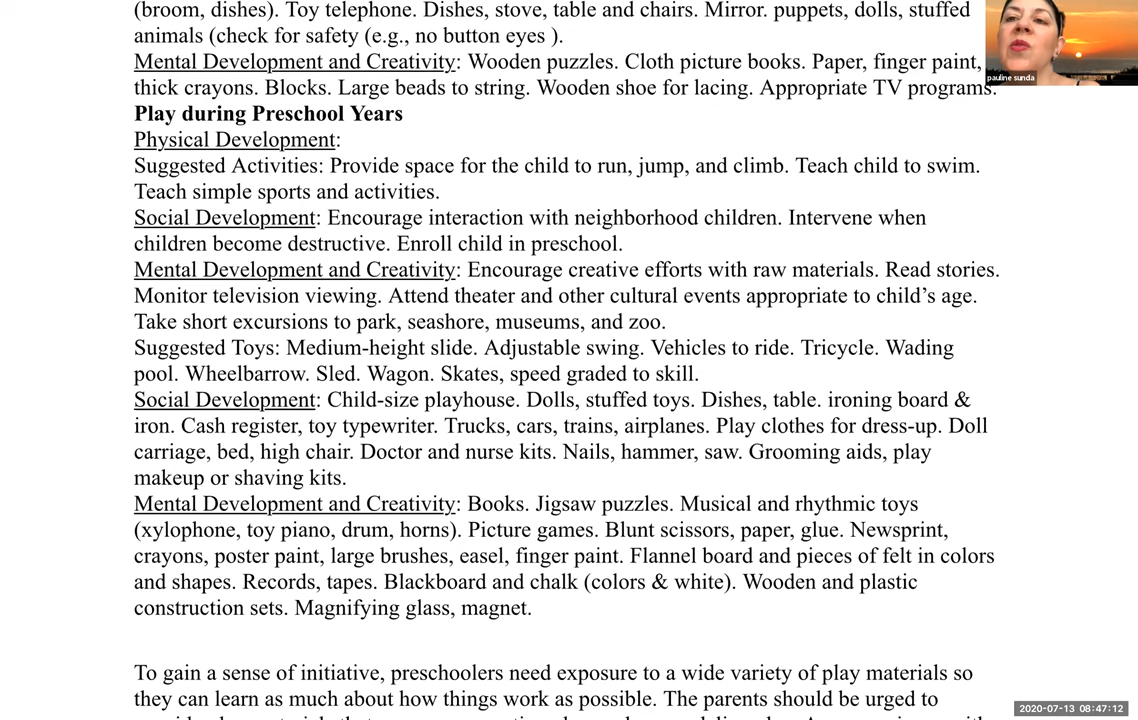 (broom, dishes). Toy telephone. Dishes, stove, table and chairs. Mirror. puppets, dolls, stuffed
animals (check for safety (e.g., no button eyes ).
Mental Development and Creativity: Wooden puzzles. Cloth picture books. Paper, finger paint,
thick crayons. Blocks. Large beads to string. Wooden shoe for lacing. Appropriate TV programs.
Play during Preschool Years
Physical Development:
Suggested Activities: Provide space for the child to run, jump, and climb. Teach child to swim.
Teach simple sports and activities.
Social Development: Encourage interaction with neighborhood children. Intervene when
children become destructive. Enroll child in preschool.
Mental Development and Creativity: Encourage creative efforts with raw materials. Read stories.
Monitor television viewing. Attend theater and other cultural events appropriate to child’s age.
Take short excursions to park, seashore, museums, and zoo.
Suggested Toys: Medium-height slide. Adjustable swing. Vehicles to ride. Tricycle. Wading
pool. Wheelbarrow. Sled. Wagon. Skates, speed graded to skill.
Social Development: Child-size playhouse. Dolls, stuffed toys. Dishes, table. ironing board &
iron. Cash register, toy typewriter. Trucks, cars, trains, airplanes. Play clothes for dress-up. Doll
carriage, bed, high chair. Doctor and nurse kits. Nails, hammer, saw. Grooming aids, play
makeup or shaving kits.
Mental Development and Creativity: Books. Jigsaw puzzles. Musical and rhythmic toys
(xylophone, toy piano, drum, horns). Picture games. Blunt scissors, paper, glue. Newsprint,
crayons, poster paint, large brushes, easel, finger paint. Flannel board and pieces of felt in colors
and shapes. Records, tapes. Blackboard and chalk (colors & white). Wooden and plastic
construction sets. Magnifying glass, magnet.
To gain a sense of initiative, preschoolers need exposure to a wide variety of play materials so
they can learn as much about how things work as possible. The parents should be urged to
pauline sunda
2020-07-13 08:47:12